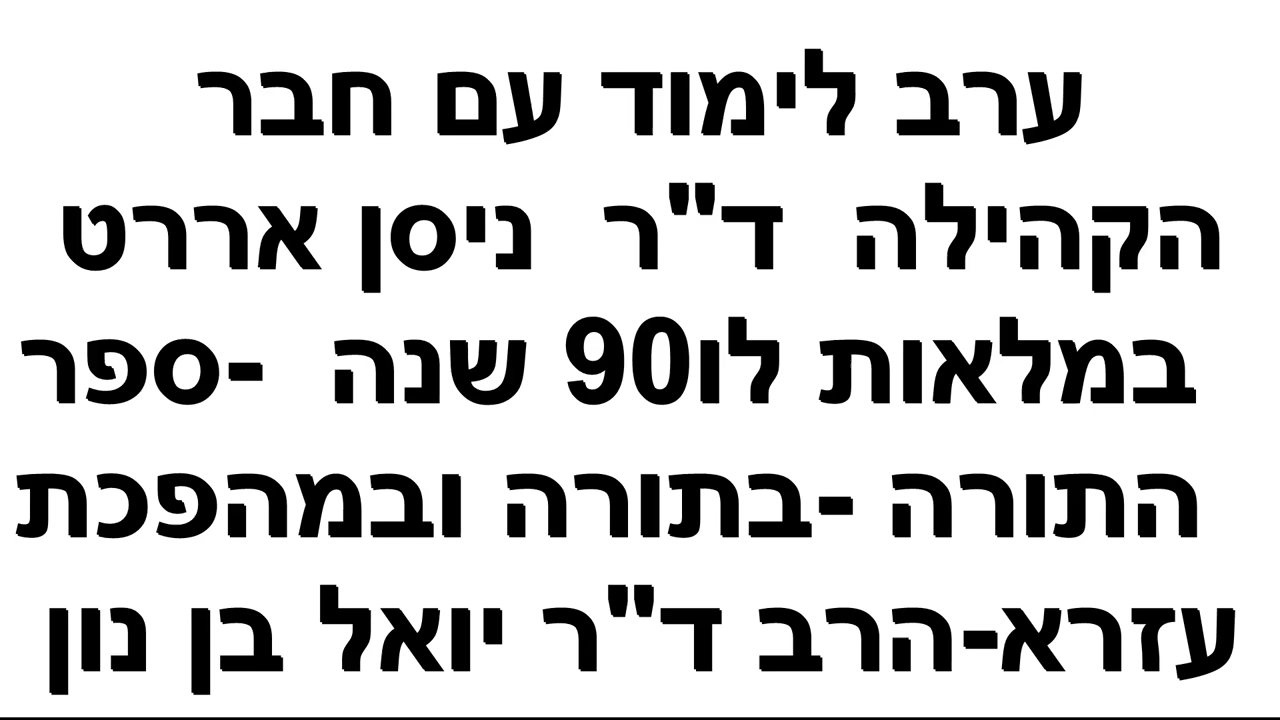 ערב לימוד עם חבר
הקהילה ד"ר ניסן אררט
במלאות לו90 שנה -ספר
התורה -בתורה ובמהפכת
עזרא-הרב ד"ר יואל בן נון